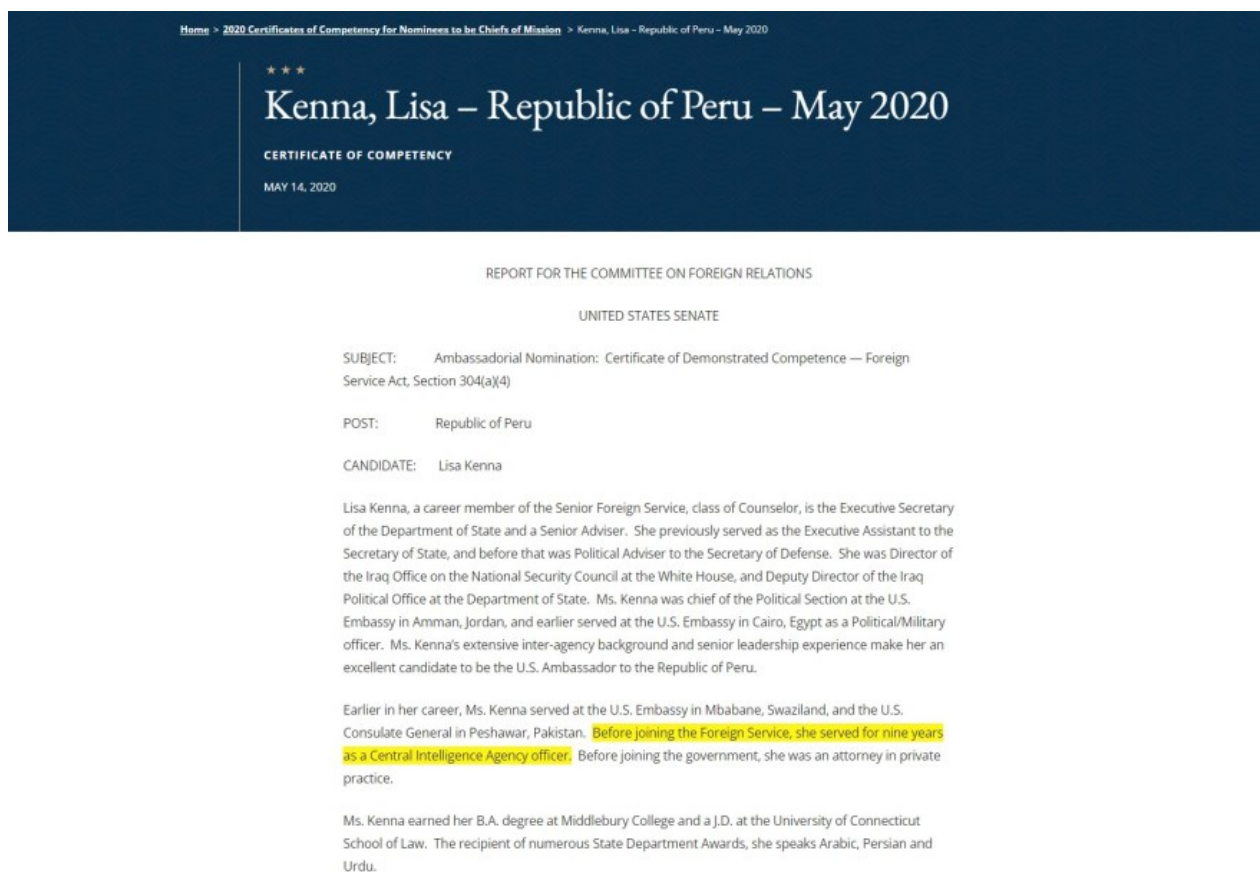 Home > 2020 Certificates of Competency for Nominees to be Chiefs of Mission > Kenna, Lisa – Republic of Peru – May 2020
Kenna, Lisa – Republic of Peru – May 2020
CERTIFICATE OF COMPETENCY
MAY 14, 2020
REPORT FOR THE COMMITTEE ON FOREIGN RELATIONS
UNITED STATES SENATE
SUBJECT: Ambassadorial Nomination: Certificate of Demonstrated Competence — Foreign
Service Act, Section 304(a)(4)
POST: Republic of Peru
CANDIDATE: Lisa Kenna
Lisa Kenna, a career member of the Senior Foreign Service, class of Counselor, is the Executive Secretary
of the Department of State and a Senior Adviser. She previously served as the Executive Assistant to the
Secretary of State, and before that was Political Adviser to the Secretary of Defense. She was Director of
the Iraq Office on the National Security Council at the White House, and Deputy Director of the Iraq
Political Office at the Department of State. Ms. Kenna was chief of the Political Section at the U.S.
Embassy in Amman, Jordan, and earlier served at the U.S. Embassy in Cairo, Egypt as a Political/Military
officer. Ms. Kenna's extensive inter-agency background and senior leadership experience make her an
excellent candidate to be the U.S. Ambassador to the Republic of Peru.
Earlier in her career, Ms. Kenna served at the U.S. Embassy in Mbabane, Swaziland, and the U.S.
Consulate General in Peshawar, Pakistan. Before joining the Foreign Service, she served for nine years
as a Central Intelligence Agency officer. Before joining the government, she was an attorney in private
practice.
Ms. Kenna earned her B.A. degree at Middlebury College and a J.D. at the University of Connecticut
School of Law. The recipient of numerous State Department Awards, she speaks Arabic, Persian and
Urdu.